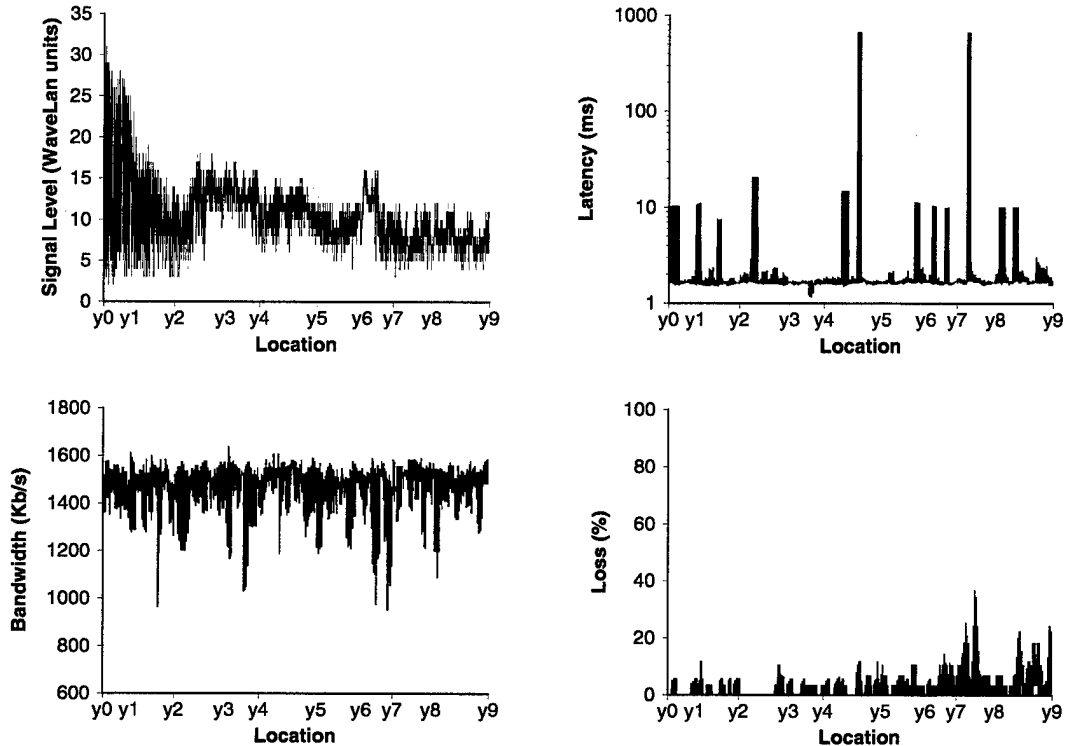 Signal Level (WaveLan units)
35
30
25
20
15
10
5
0
y0 y1 y2 y3 y4 y5 y6 y7 y8 y9
Location
Latency (ms)
1000
100
10
1
y0 y1 y2 y3 y4 y5 y6 y7 y8 y9
Location
Bandwidth (Kb/s)
1800
1600
1400
1200
1000
800
600
y0 y1 y2 y3 y4 y5 y6 y7 y8 y9
Location
Loss (%)
100
80
60
40
20
0
y0 y1 y2 y3 y4 y5 y6 y7 y8 y9
Location